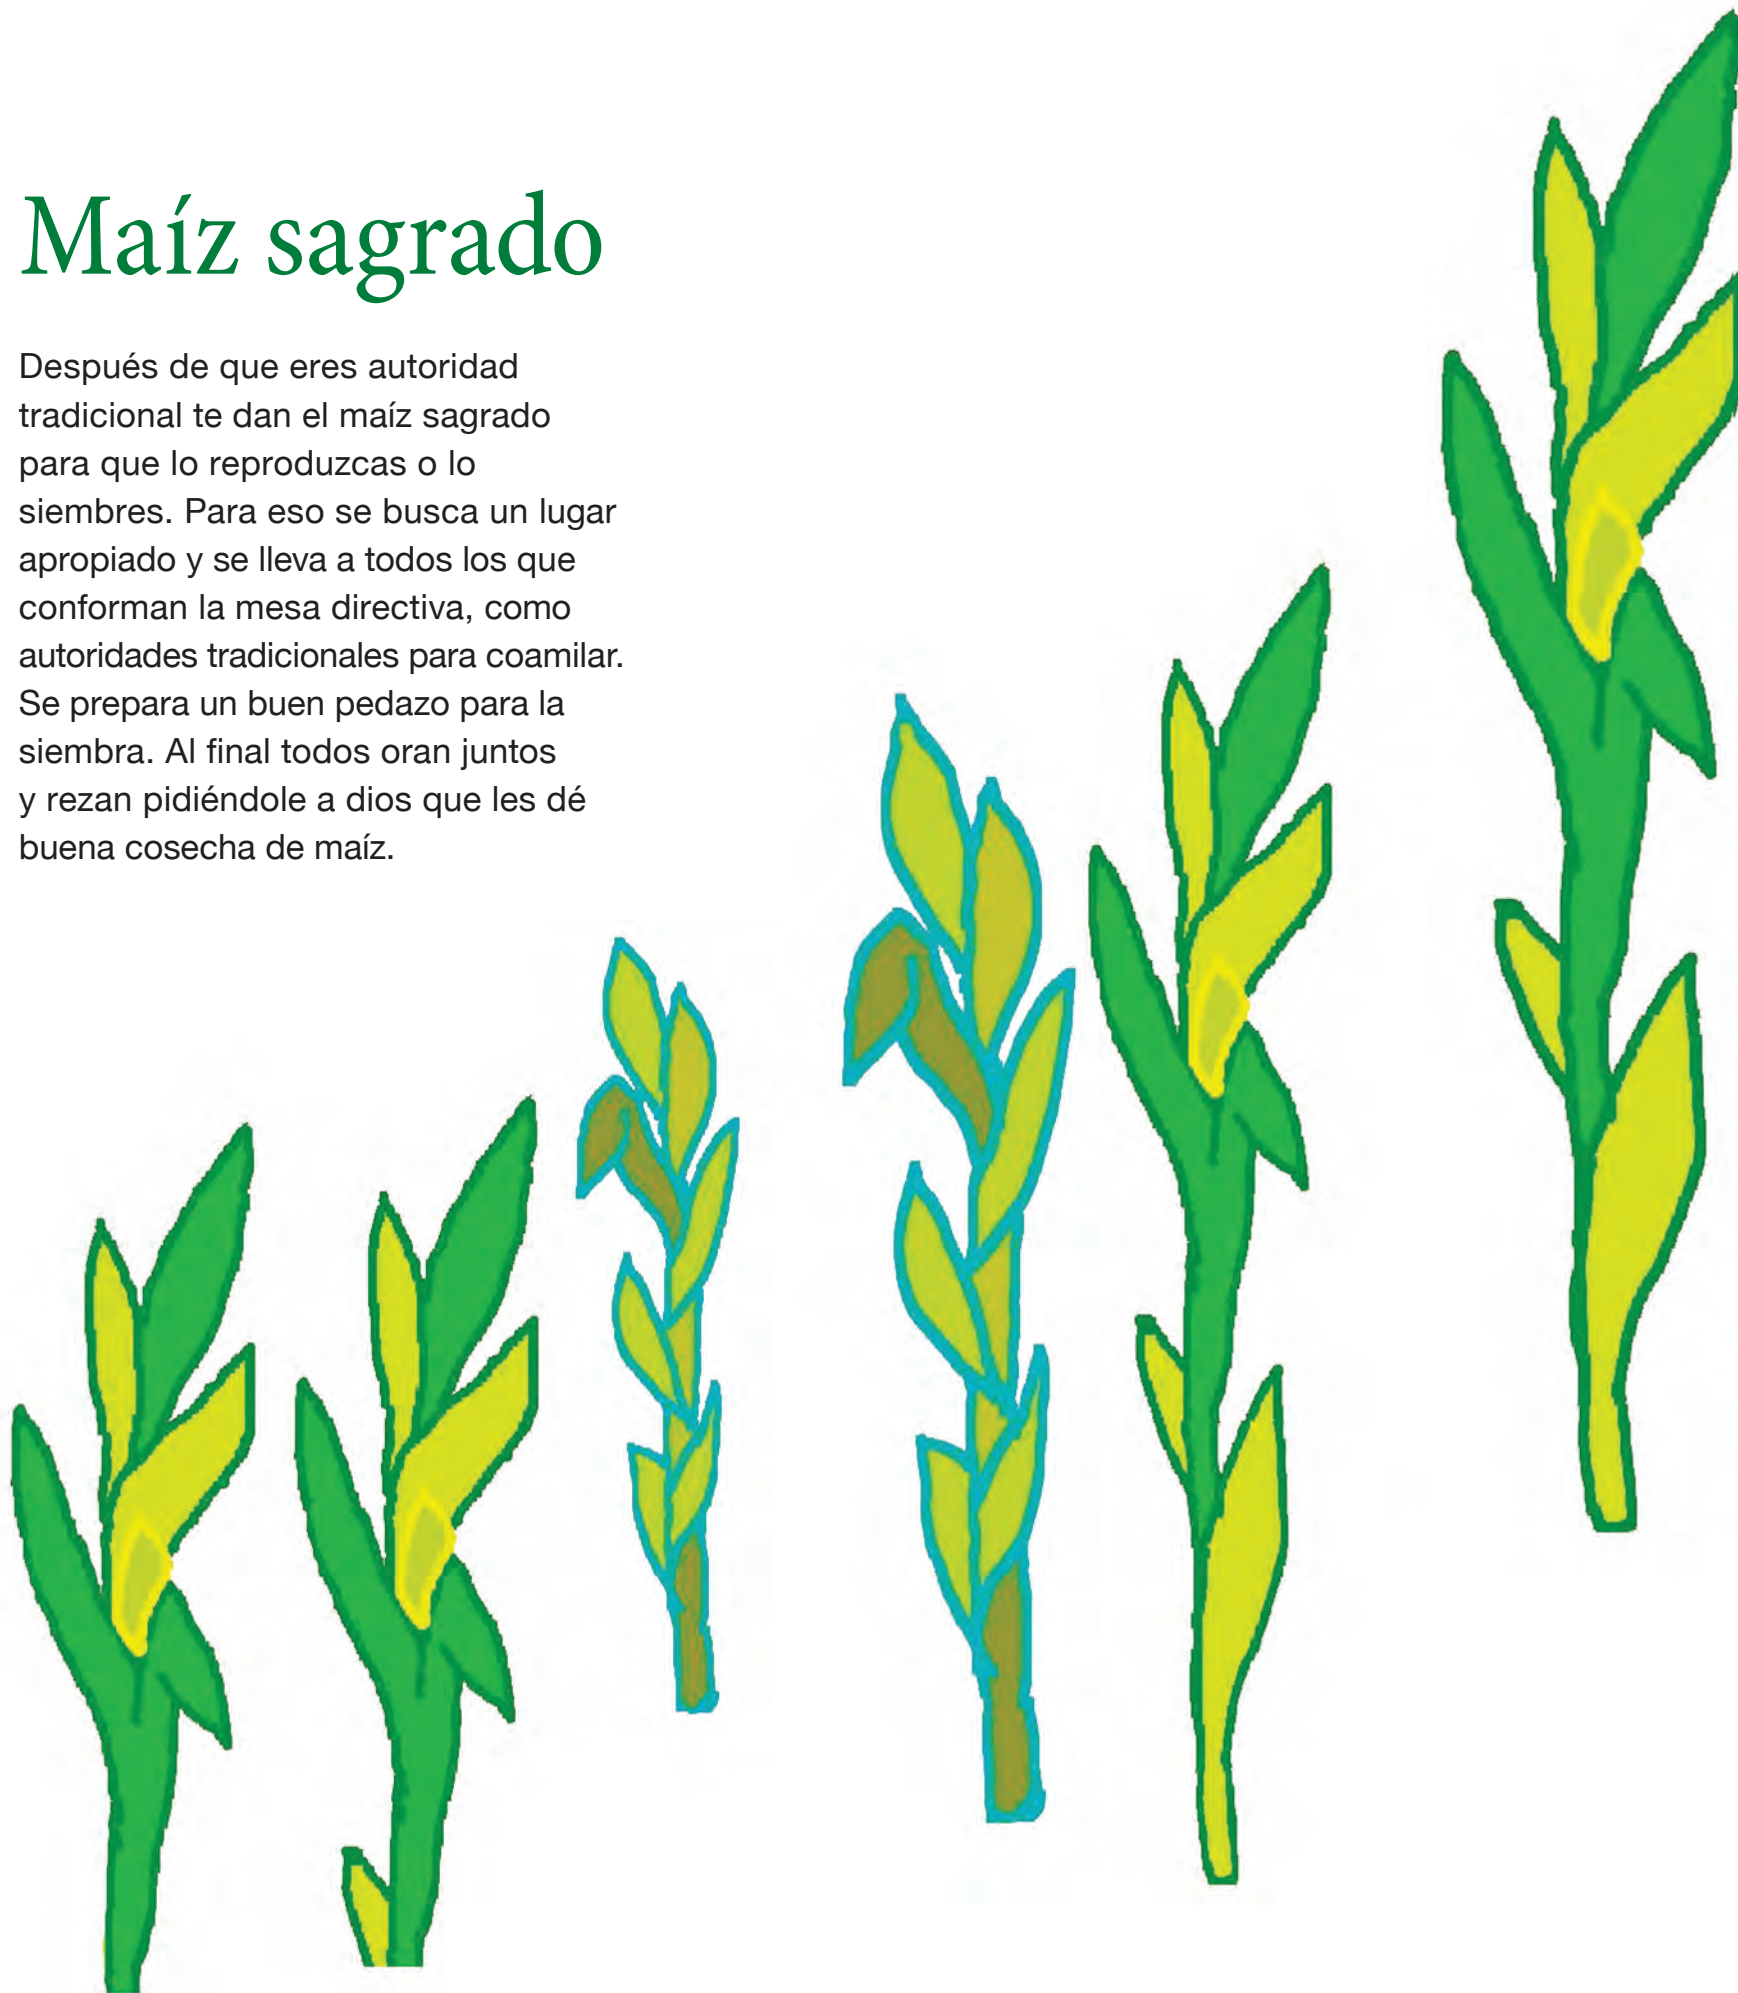 Maíz sagrado
Después de que eres autoridad
tradicional te dan el maíz sagrado
para que lo reproduzcas o lo
siembres. Para eso se busca un lugar
apropiado y se lleva a todos los que
conforman la mesa directiva, como
autoridades tradicionales para coamilar.
Se prepara un buen pedazo para la
siembra. Al final todos oran juntos
y rezan pidiéndole a dios que les dé
buena cosecha de maíz.